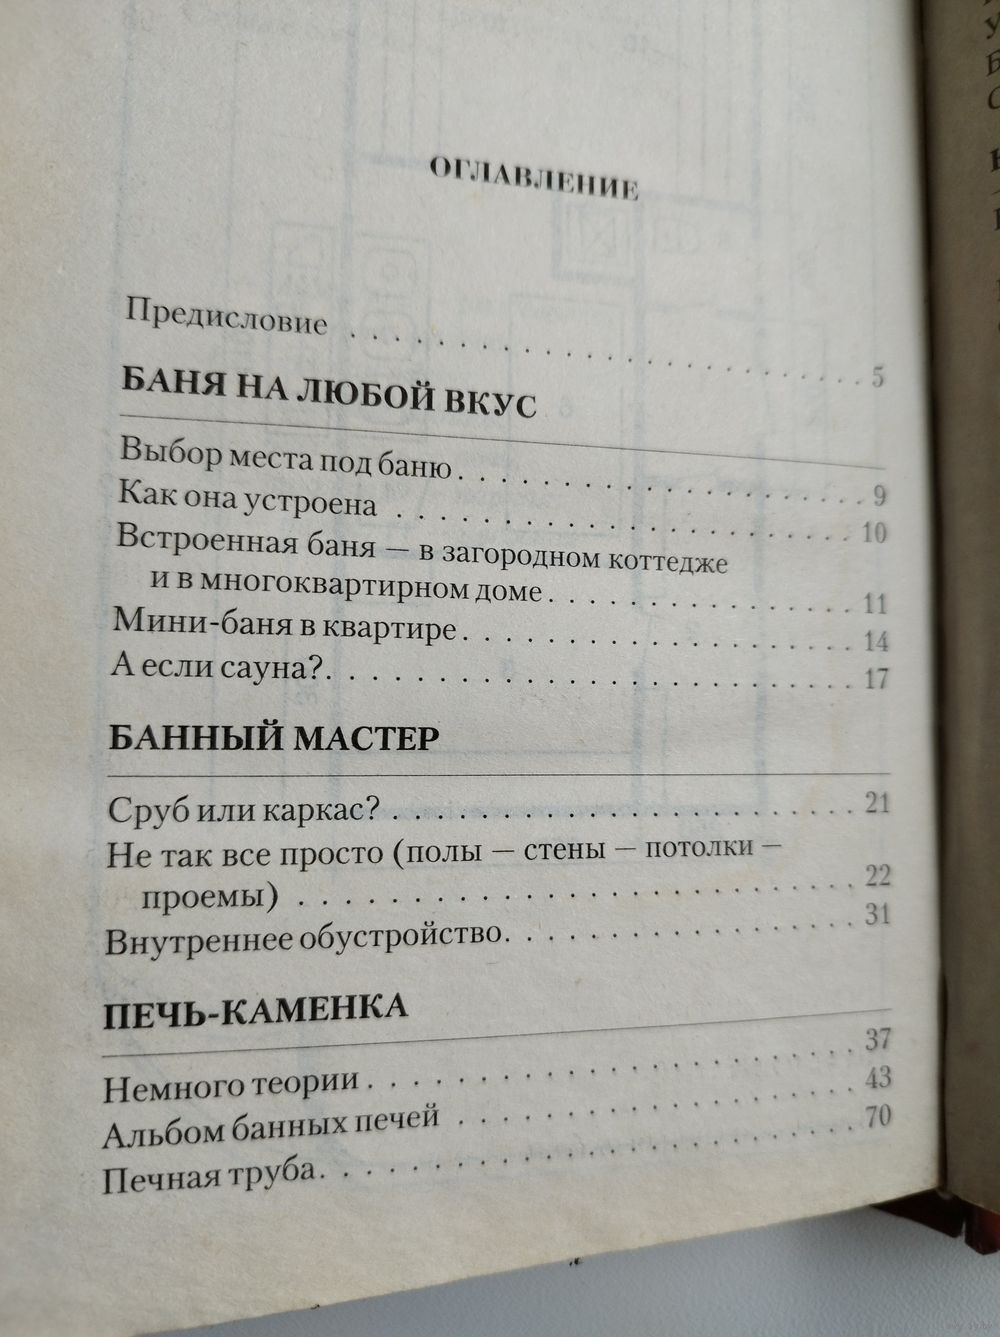 ОГЛАВЛЕНИЕ
Предисловие . . . . . . . . . . . . . . . . . . . . . . 5
БАНЯ НА ЛЮБОЙ ВКУС
Выбор места под баню . . . . . . . . . . . . . . . . . . 9
Как она устроена . . . . . . . . . . . . . . . . . . . . 10
Встроенная баня — в загородном коттедже
и в многоквартирном доме . . . . . . . . . . . . . . 11
Мини-баня в квартире . . . . . . . . . . . . . . . . . . 14
А если сауна? . . . . . . . . . . . . . . . . . . . . . . 17
БАННЫЙ МАСТЕР
Сруб или каркас? . . . . . . . . . . . . . . . . . . . . 21
Не так все просто (полы — стены — потолки —
проемы) . . . . . . . . . . . . . . . . . . . . . . . . 22
Внутреннее обустройство . . . . . . . . . . . . . . . . 31
ПЕЧЬ-КАМЕНКА
Немного теории . . . . . . . . . . . . . . . . . . . . . 37
Альбом банных печей . . . . . . . . . . . . . . . . . . 43
Печная труба . . . . . . . . . . . . . . . . . . . . . . 70